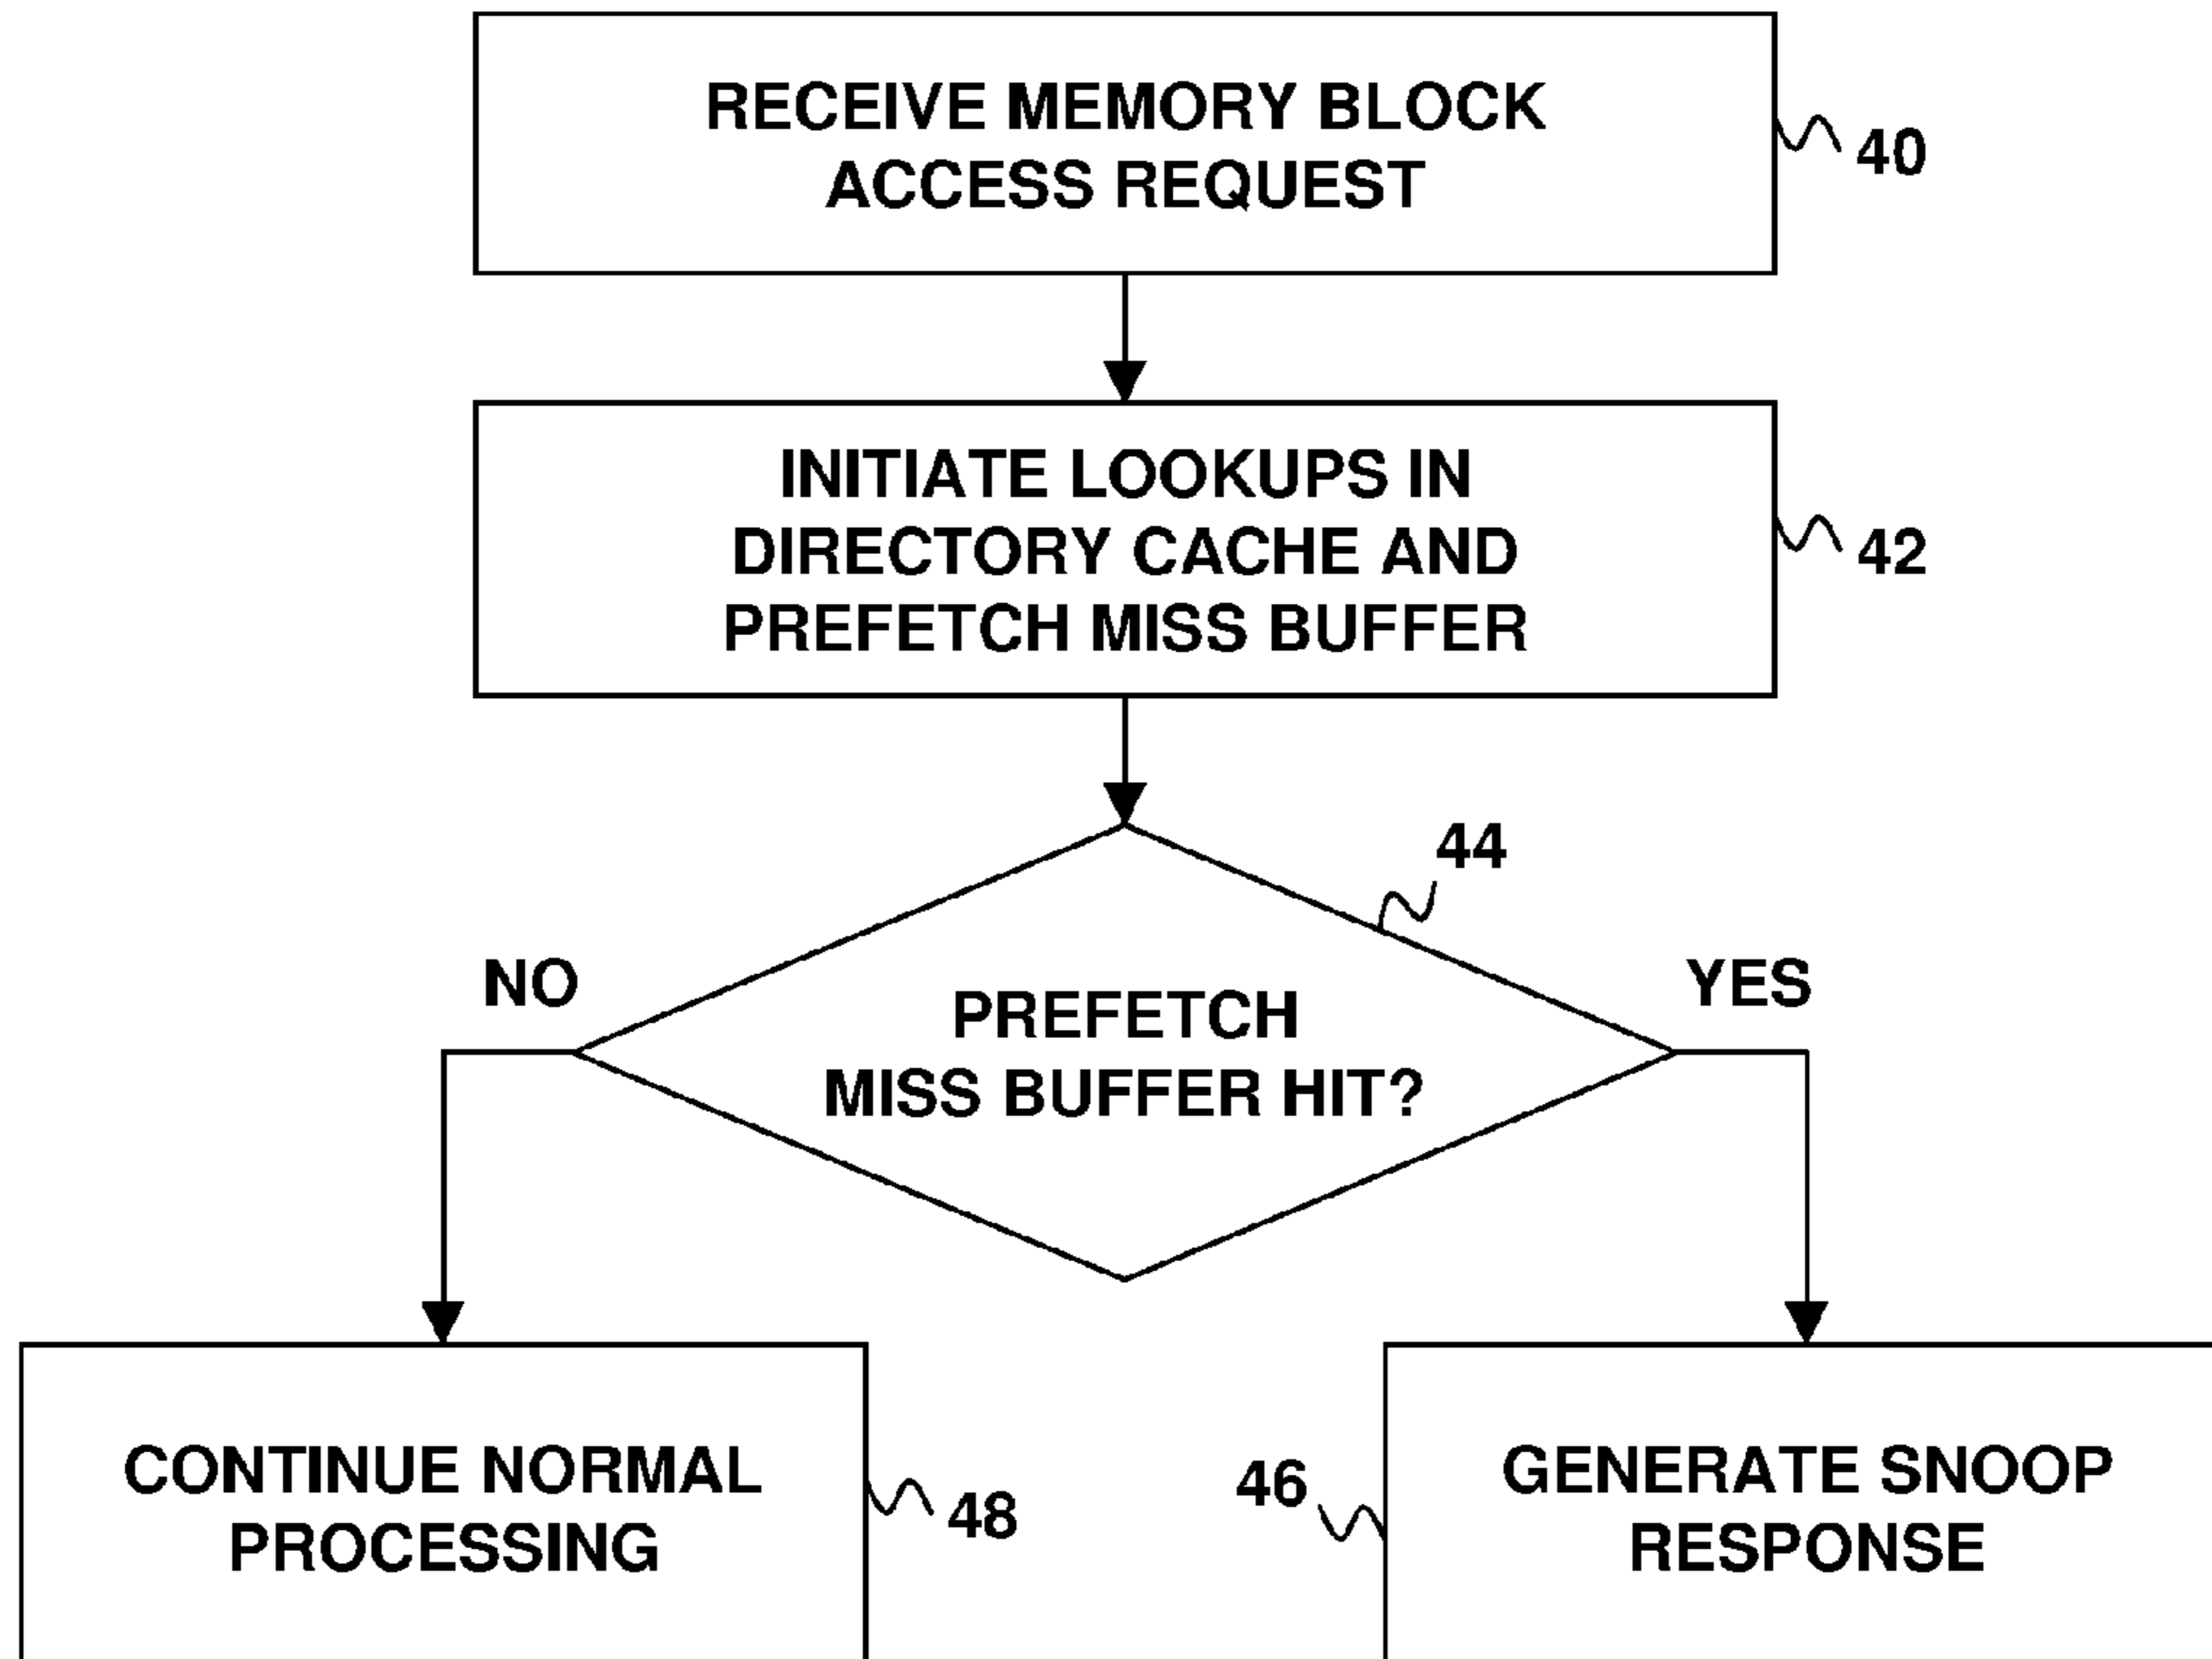 RECEIVE MEMORY BLOCK
ACCESS REQUEST
40
INITIATE LOOKUPS IN
DIRECTORY CACHE AND
PREFETCH MISS BUFFER
42
44
NO
YES
PREFETCH
MISS BUFFER HIT?
CONTINUE NORMAL
PROCESSING
48
46
GENERATE SNOOP
RESPONSE